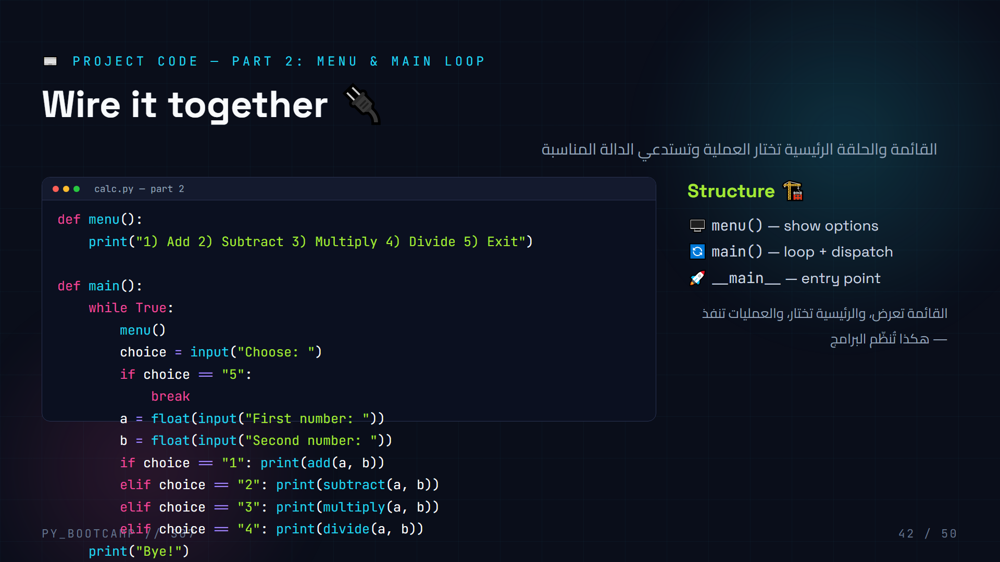 PROJECT CODE — PART 2: MENU & MAIN LOOP
Wire it together
القائمة والحلقة الرئيسية تختار العملية وتستدعي الدالة المناسبة
calc.py — part 2
def menu():
    print("1) Add 2) Subtract 3) Multiply 4) Divide 5) Exit")
def main():
    while True:
        menu()
        choice = input("Choose: ")
        if choice == "5":
            break
        a = float(input("First number: "))
        b = float(input("Second number: "))
        if choice == "1": print(add(a, b))
        elif choice == "2": print(subtract(a, b))
        elif choice == "3": print(multiply(a, b))
        elif choice == "4": print(divide(a, b))
    print("Bye!")
Structure
menu() — show options
main() — loop + dispatch
__main__ — entry point
القائمة تعرض، والرئيسية تختار، والعمليات تنفذ
— هكذا تُنظّم البرامج
PY_BOOTCAMP // S07
42 / 50